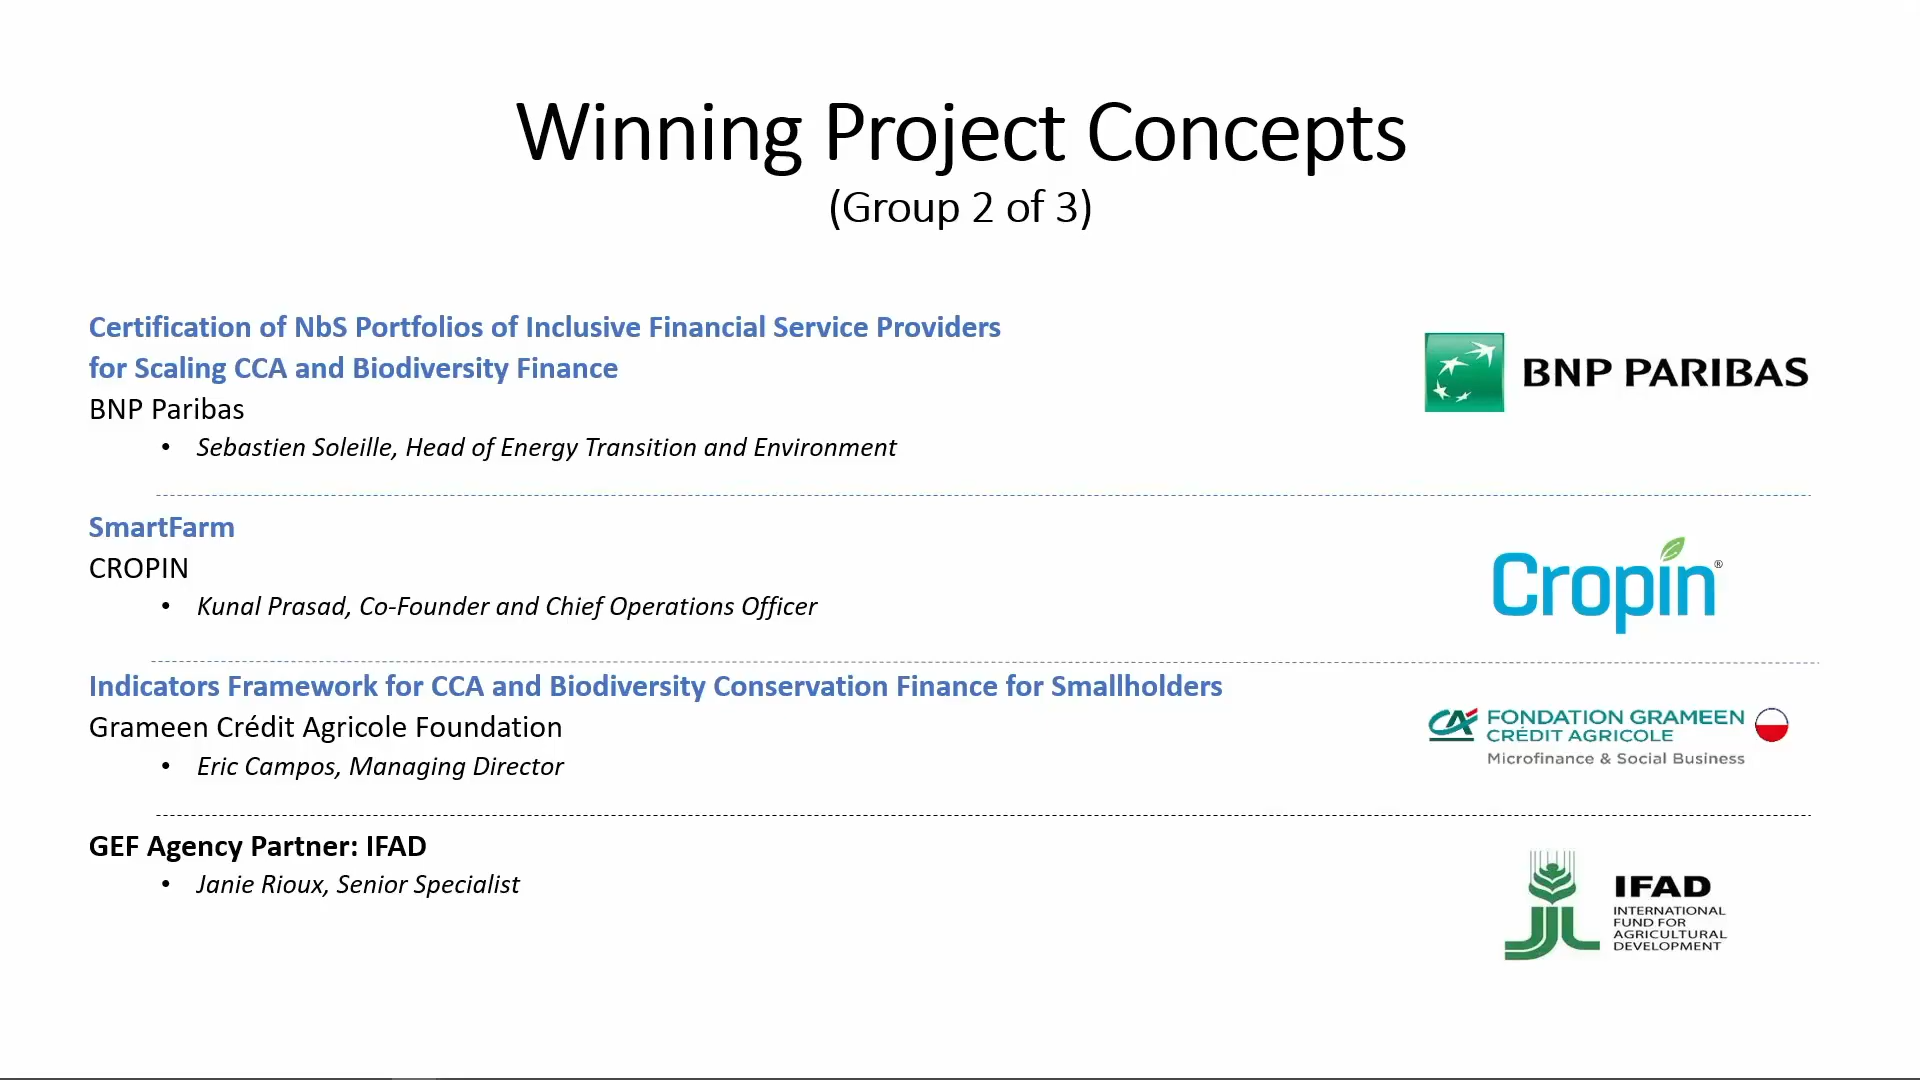 Winning Project Concepts
(Group 2 of 3)
Certification of NbS Portfolios of Inclusive Financial Service Providers
for Scaling CCA and Biodiversity Finance
BNP Paribas
• Sebastien Soleille, Head of Energy Transition and Environment
BNP PARIBAS
SmartFarm
CROPIN
• Kunal Prasad, Co-Founder and Chief Operations Officer
Cropin®
Indicators Framework for CCA and Biodiversity Conservation Finance for Smallholders
Grameen Crédit Agricole Foundation
• Eric Campos, Managing Director
CA FONDATION GRAMEEN
CRÉDIT AGRICOLE
Microfinance & Social Business
GEF Agency Partner: IFAD
• Janie Rioux, Senior Specialist
IFAD
INTERNATIONAL
FUND FOR
AGRICULTURAL
DEVELOPMENT